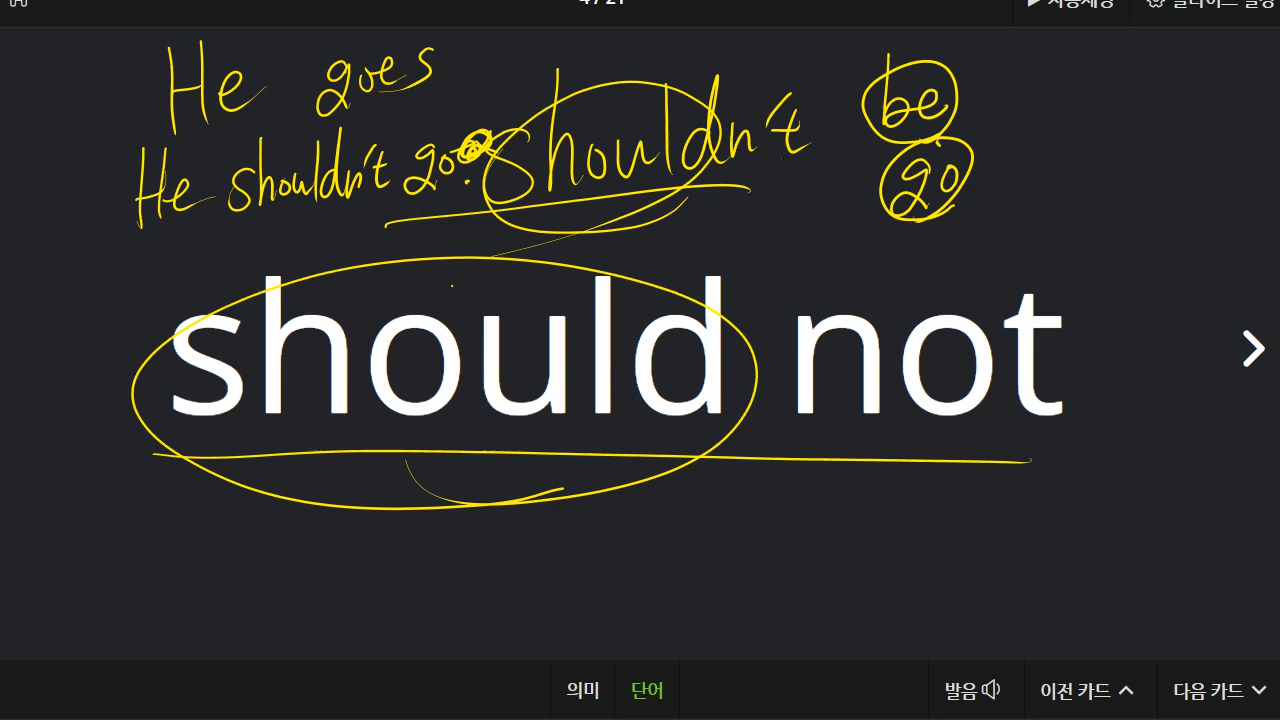 He goes
He shouldn't go. shouldn't be
go
should not
의미 단어 발음 이전 카드 다음 카드